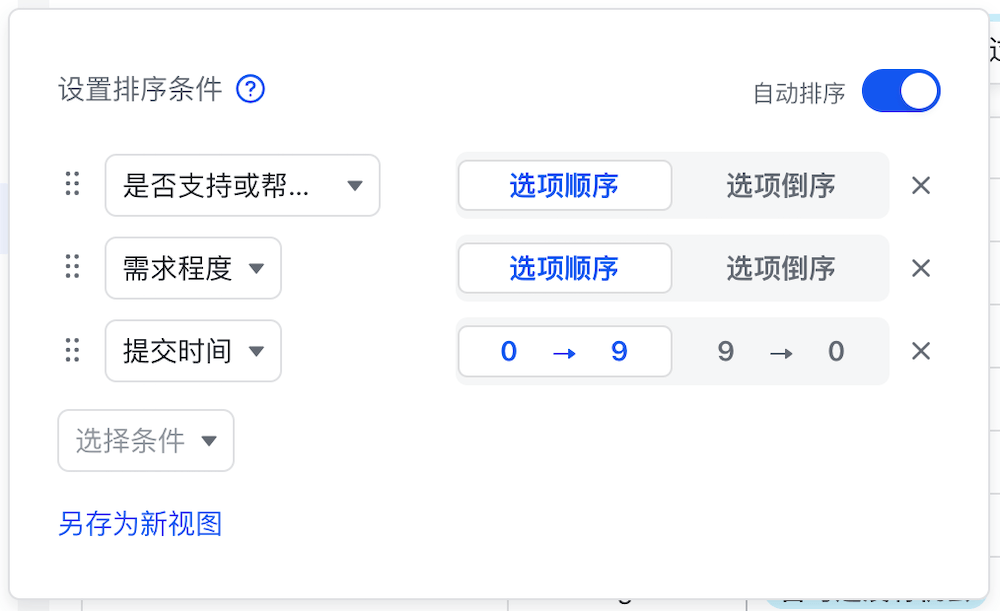 设置排序条件 ?
自动排序
是否支持或帮... 选项顺序 选项倒序
需求程度 选项顺序 选项倒序
提交时间 0 → 9 9 → 0
选择条件
另存为新视图